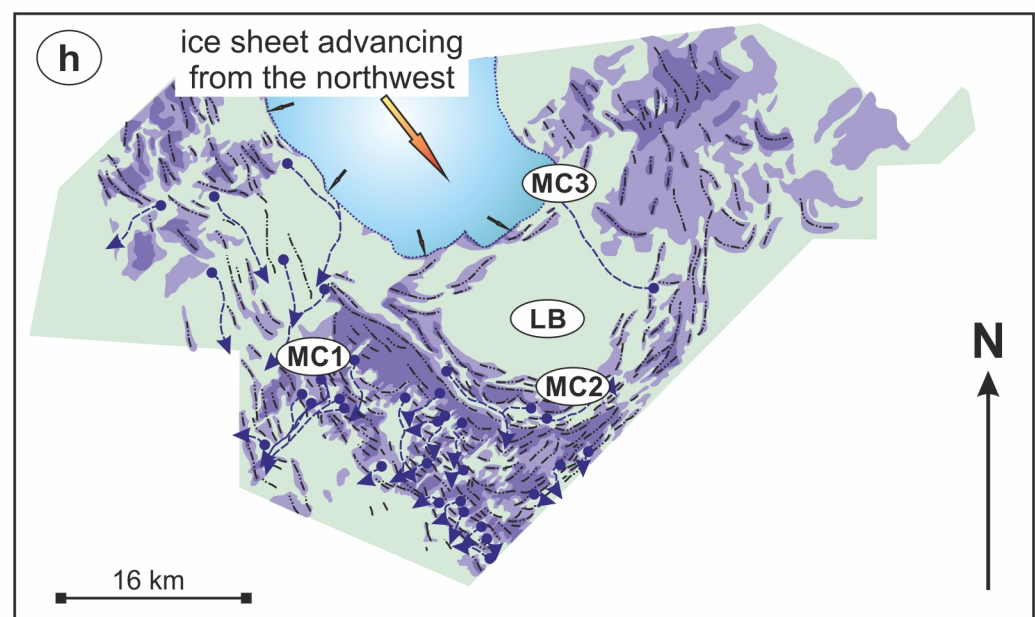 h
ice sheet advancing
from the northwest
MC3
LB
N
MC1
MC2
16 km